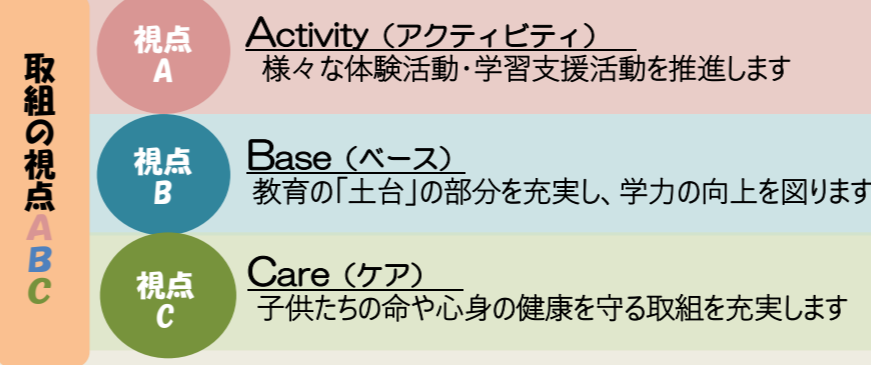 取組の視点ABC
視点
A
Activity（アクティビティ）
様々な体験活動・学習支援活動を推進します
視点
B
Base（ベース）
教育の「土台」の部分を充実し、学力の向上を図ります
視点
C
Care（ケア）
子供たちの命や心身の健康を守る取組を充実します